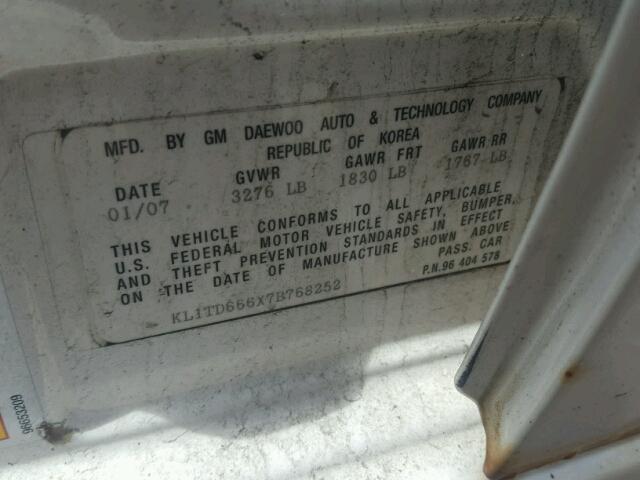 MFD. BY GM DAEWOO AUTO & TECHNOLOGY COMPANY
REPUBLIC OF KOREA
DATE GVWR GAWR FRT GAWR RR
01/07 3276 LB 1830 LB 1767 LB
THIS VEHICLE CONFORMS TO ALL APPLICABLE
U.S. FEDERAL MOTOR VEHICLE SAFETY, BUMPER,
AND THEFT PREVENTION STANDARDS IN EFFECT
ON THE DATE OF MANUFACTURE SHOWN ABOVE
PASS. CAR
KL1TD666X7B768252 P.N.96 404 578
96653209